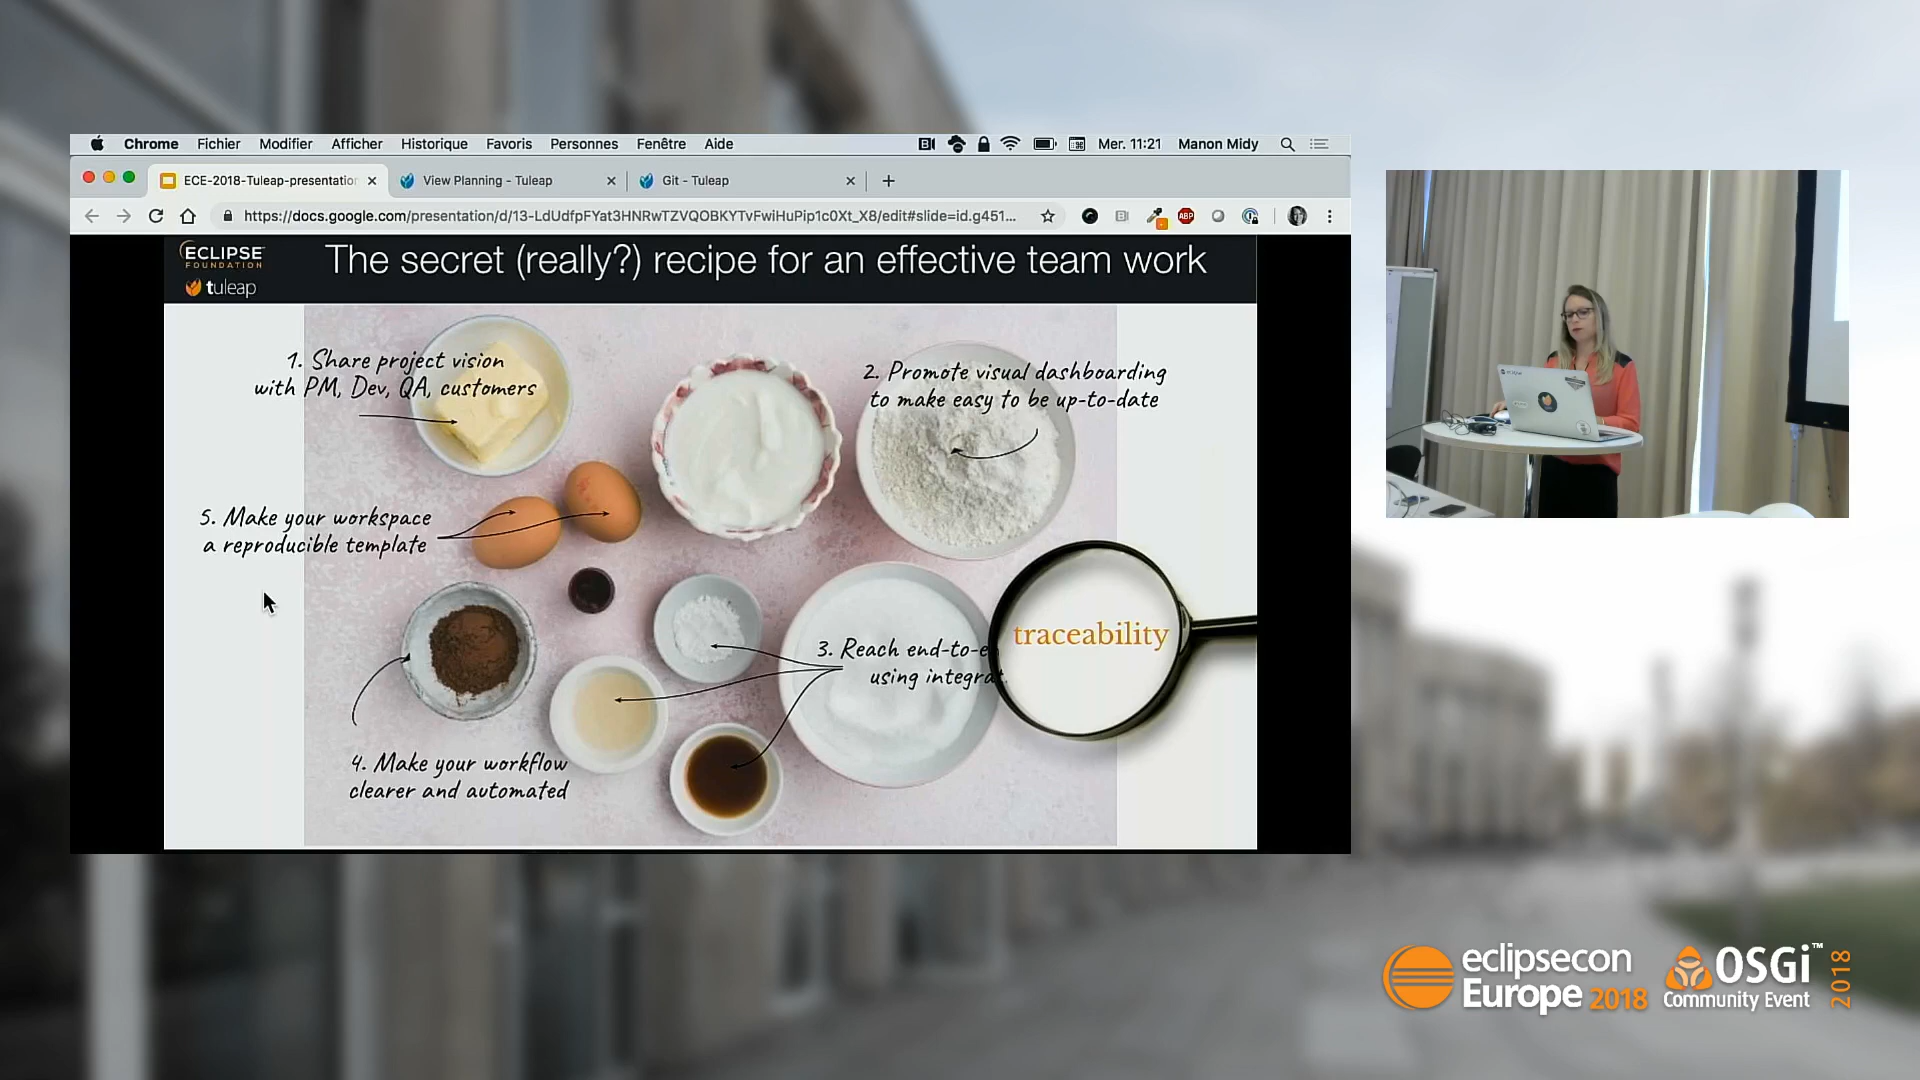 Chrome Fichier Modifier Afficher Historique Favoris Personnes Fenêtre Aide Mer. 11:21 Manon Midy
ECE-2018-Tuleap-presentation View Planning - Tuleap Git - Tuleap
https://docs.google.com/presentation/d/13-LdUdfpFYat3HNRwTZVQOBKYTvFwiHuPip1c0Xt_X8/edit#slide=id.g451...
ABP
ECLIPSE
FOUNDATION
tuleap
The secret (really?) recipe for an effective team work
1. Share project vision
with PM, Dev, QA, customers
2. Promote visual dashboarding
to make easy to be up-to-date
5. Make your workspace
a reproducible template
3. Reach end-to-e
using integrat
traceability
4. Make your workflow
clearer and automated
eclipsecon
Europe 2018
OSGi™
Community Event
2018